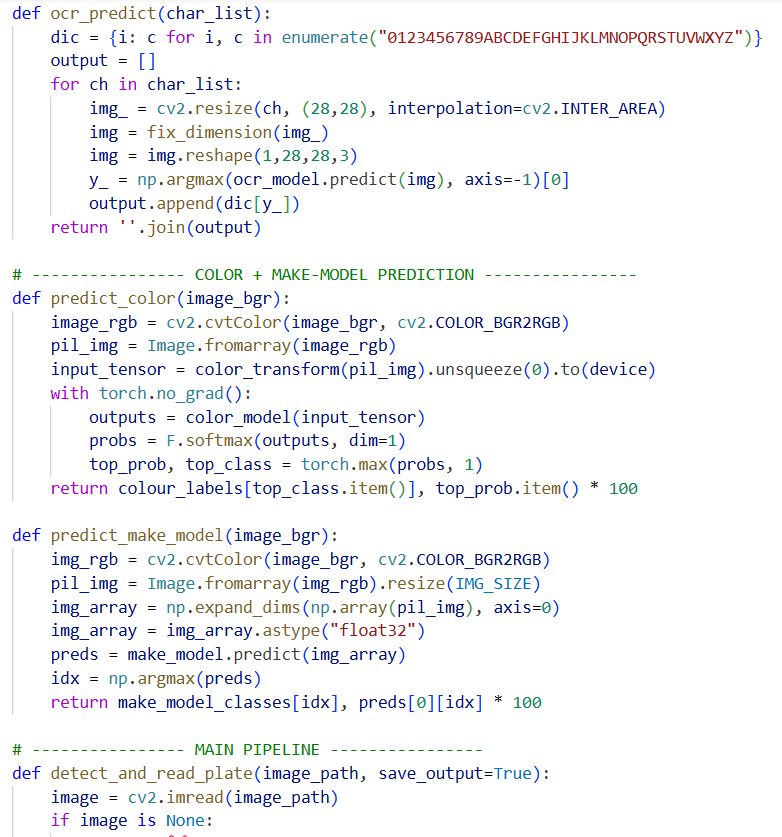 def ocr_predict(char_list):
    dic = {i: c for i, c in enumerate("0123456789ABCDEFGHIJKLMNOPQRSTUVWXYZ")}
    output = []
    for ch in char_list:
        img_ = cv2.resize(ch, (28,28), interpolation=cv2.INTER_AREA)
        img = fix_dimension(img_)
        img = img.reshape(1,28,28,3)
        y_ = np.argmax(ocr_model.predict(img), axis=-1)[0]
        output.append(dic[y_])
    return ''.join(output)

# ---------------- COLOR + MAKE-MODEL PREDICTION ----------------
def predict_color(image_bgr):
    image_rgb = cv2.cvtColor(image_bgr, cv2.COLOR_BGR2RGB)
    pil_img = Image.fromarray(image_rgb)
    input_tensor = color_transform(pil_img).unsqueeze(0).to(device)
    with torch.no_grad():
        outputs = color_model(input_tensor)
        probs = F.softmax(outputs, dim=1)
        top_prob, top_class = torch.max(probs, 1)
    return colour_labels[top_class.item()], top_prob.item() * 100

def predict_make_model(image_bgr):
    img_rgb = cv2.cvtColor(image_bgr, cv2.COLOR_BGR2RGB)
    pil_img = Image.fromarray(img_rgb).resize(IMG_SIZE)
    img_array = np.expand_dims(np.array(pil_img), axis=0)
    img_array = img_array.astype("float32")
    preds = make_model.predict(img_array)
    idx = np.argmax(preds)
    return make_model_classes[idx], preds[0][idx] * 100

# ---------------- MAIN PIPELINE ----------------
def detect_and_read_plate(image_path, save_output=True):
    image = cv2.imread(image_path)
    if image is None: